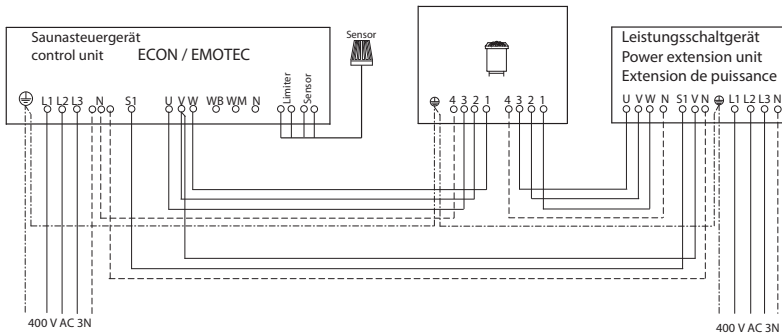 Saunasteuergerät
control unit ECON / EMOTEC
Sensor
Leistungsschaltgerät
Power extension unit
Extension de puissance
L1 L2 L3 N S1 U V W WB WM N Limiter Sensor
4 3 2 1 4 3 2 1
U V W N S1 V N L1 L2 L3 N
400 V AC 3N
400 V AC 3N